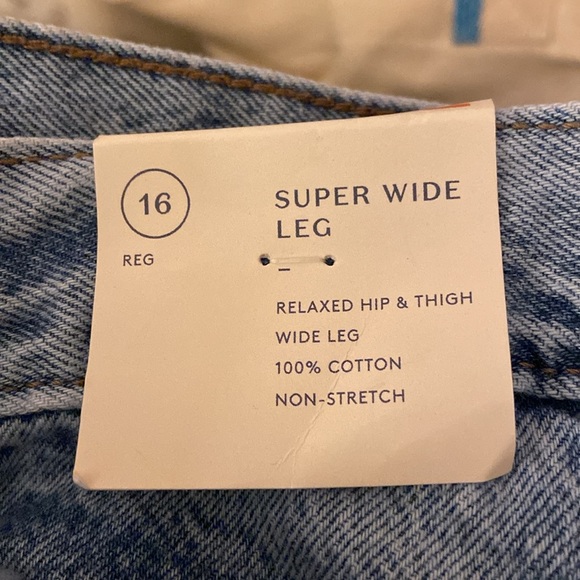 16
REG
SUPER WIDE
LEG
–
RELAXED HIP & THIGH
WIDE LEG
100% COTTON
NON-STRETCH